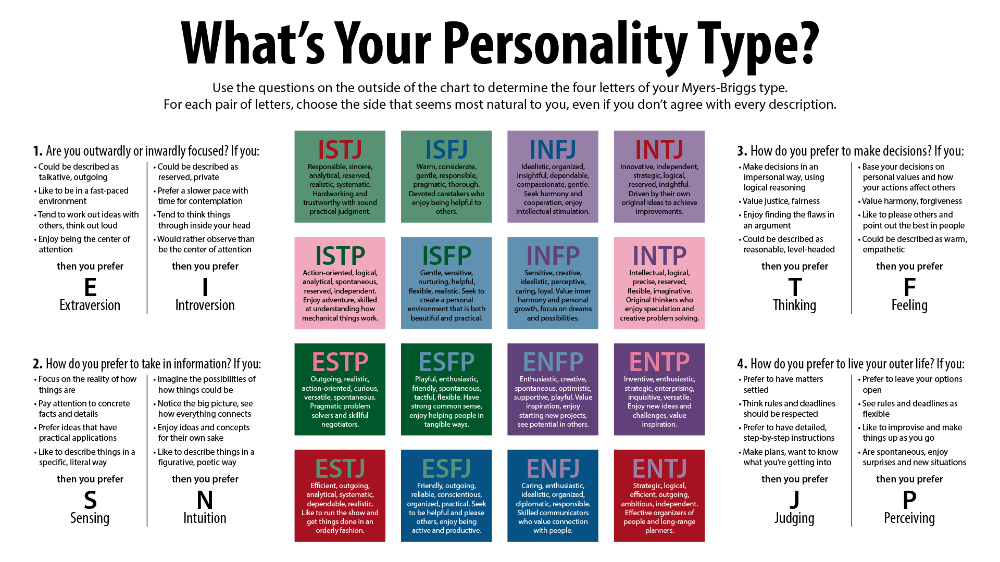 What's Your Personality Type?
Use the questions on the outside of the chart to determine the four letters of your Myers-Briggs type.
For each pair of letters, choose the side that seems most natural to you, even if you don't agree with every description.
1. Are you outwardly or inwardly focused? If you:
• Could be described as
talkative, outgoing
• Like to be in a fast-paced
environment
• Tend to work out ideas with
others, think out loud
• Enjoy being the center of
attention
then you prefer
E
Extraversion
• Could be described as
reserved, private
• Prefer a slower pace with
time for contemplation
• Tend to think things
through inside your head
• Would rather observe than
be the center of attention
then you prefer
I
Introversion
2. How do you prefer to take in information? If you:
• Focus on the reality of how
things are
• Pay attention to concrete
facts and details
• Prefer ideas that have
practical applications
• Like to describe things in a
specific, literal way
then you prefer
S
Sensing
• Imagine the possibilities of
how things could be
• Notice the big picture, see
how everything connects
• Enjoy ideas and concepts
for their own sake
• Like to describe things in a
figurative, poetic way
then you prefer
N
Intuition
ISTJ
Responsible, sincere,
analytical, reserved,
realistic, systematic.
Hardworking and
trustworthy with sound
practical judgment.
ISFJ
Warm, considerate,
gentle, responsible,
pragmatic, thorough.
Devoted caretakers who
enjoy being helpful to
others.
INFJ
Idealistic, organized,
insightful, dependable,
compassionate, gentle.
Seek harmony and
cooperation, enjoy
intellectual stimulation.
INTJ
Innovative, independent,
strategic, logical,
reserved, insightful.
Driven by their own
original ideas to achieve
improvements.
ISTP
Action-oriented, logical,
analytical, spontaneous,
reserved, independent.
Enjoy adventure, skilled
at understanding how
mechanical things work.
ISFP
Gentle, sensitive,
nurturing, helpful,
flexible, realistic. Seek to
create a personal
environment that is both
beautiful and practical.
INFP
Sensitive, creative,
idealistic, perceptive,
caring, loyal. Value inner
harmony and personal
growth, focus on dreams
and possibilities.
INTP
Intellectual, logical,
precise, reserved,
flexible, imaginative.
Original thinkers who
enjoy speculation and
creative problem solving.
ESTP
Outgoing, realistic,
action-oriented, curious,
versatile, spontaneous.
Pragmatic problem
solvers and skillful
negotiators.
ESFP
Playful, enthusiastic,
friendly, spontaneous,
tactful, flexible. Have
strong common sense,
enjoy helping people in
tangible ways.
ENFP
Enthusiastic, creative,
spontaneous, optimistic,
supportive, playful. Value
inspiration, enjoy
starting new projects,
see potential in others.
ENTP
Inventive, enthusiastic,
strategic, enterprising,
inquisitive, versatile.
Enjoy new ideas and
challenges, value
inspiration.
ESTJ
Efficient, outgoing,
analytical, systematic,
dependable, realistic.
Like to run the show and
get things done in an
orderly fashion.
ESFJ
Friendly, outgoing,
reliable, conscientious,
organized, practical. Seek
to be helpful and please
others, enjoy being
active and productive.
ENFJ
Caring, enthusiastic,
idealistic, organized,
diplomatic, responsible.
Skilled communicators
who value connection
with people.
ENTJ
Strategic, logical,
efficient, outgoing,
ambitious, independent.
Effective organizers of
people and long-range
planners.
3. How do you prefer to make decisions? If you:
• Make decisions in an
impersonal way, using
logical reasoning
• Value justice, fairness
• Enjoy finding the flaws in
an argument
• Could be described as
reasonable, level-headed
then you prefer
T
Thinking
• Base your decisions on
personal values and how
your actions affect others
• Value harmony, forgiveness
• Like to please others and
point out the best in people
• Could be described as warm,
empathetic
then you prefer
F
Feeling
4. How do you prefer to live your outer life? If you:
• Prefer to have matters
settled
• Think rules and deadlines
should be respected
• Prefer to have detailed,
step-by-step instructions
• Make plans, want to know
what you're getting into
then you prefer
J
Judging
• Prefer to leave your options
open
• See rules and deadlines as
flexible
• Like to improvise and make
things up as you go
• Are spontaneous, enjoy
surprises and new situations
then you prefer
P
Perceiving